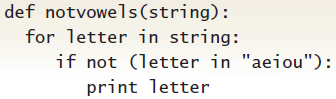 def notvowels(string):
  for letter in string:
    if not (letter in "aeiou"):
      print letter